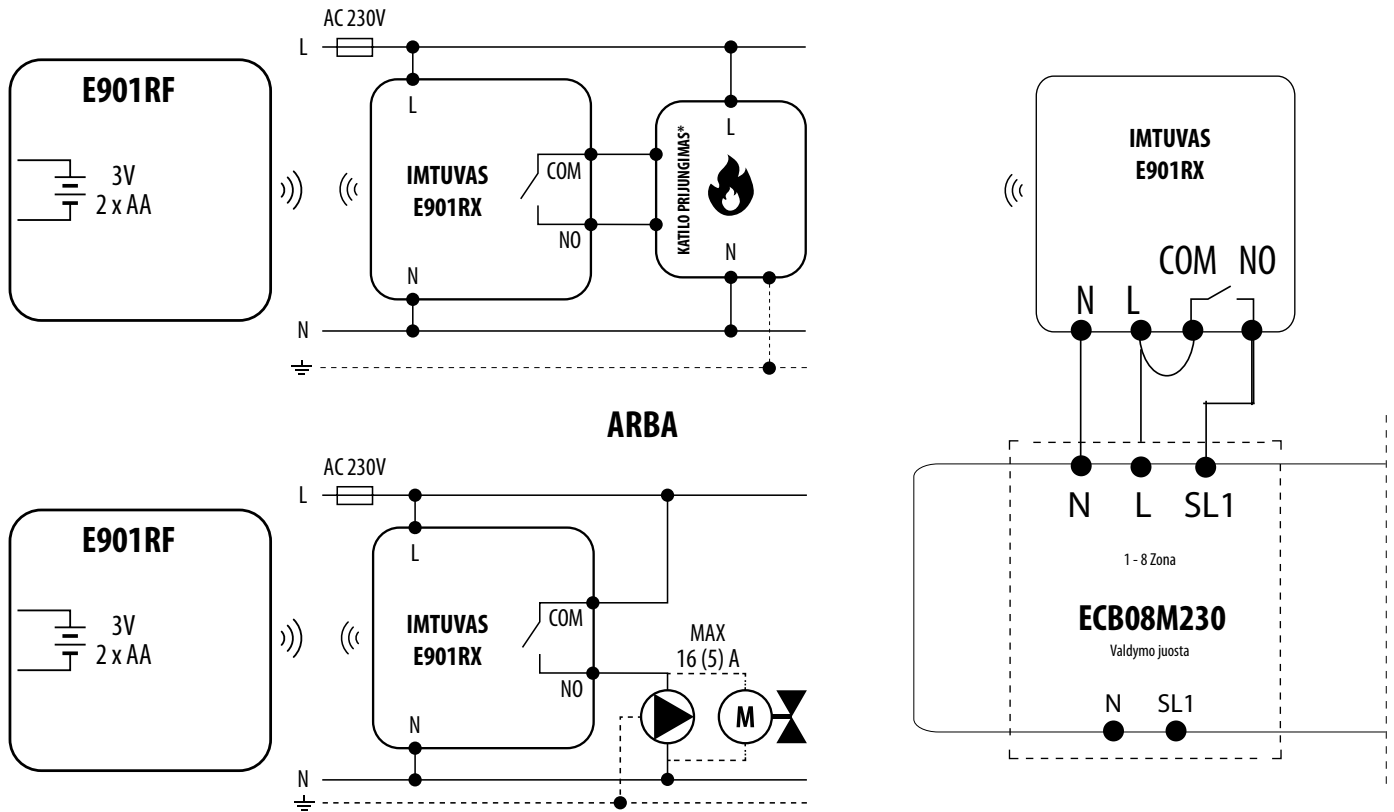 AC 230V
L
E901RF
3V
2 x AA
L
IMTUVAS
E901RX
COM
NO
N
KATILO PRIJUNGIMAS*
L
N
N
ARBA
AC 230V
L
E901RF
3V
2 x AA
L
IMTUVAS
E901RX
COM
NO
N
MAX
16 (5) A
M
N
IMTUVAS
E901RX
COM NO
N L
N L SL1
1 - 8 Zona
ECB08M230
Valdymo juosta
N SL1